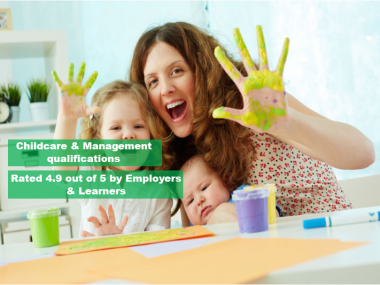 Childcare & Management
qualifications
Rated 4.9 out of 5 by Employers
& Learners